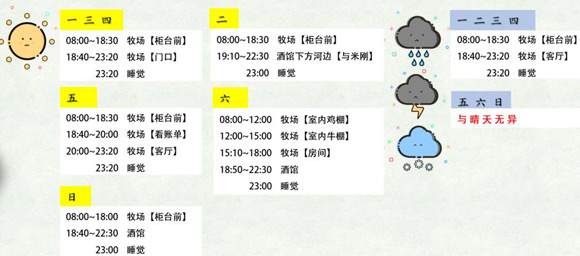 一 三 四
08:00~18:30 牧场【柜台前】
18:40~23:20 牧场【门口】
23:20 睡觉
二
08:00~18:30 牧场【柜台前】
19:10~22:30 酒馆下方河边【与米刚】
23:00 睡觉
五
08:00~18:30 牧场【柜台前】
18:40~20:00 牧场【看账单】
20:00~23:20 牧场【客厅】
23:20 睡觉
六
08:00~12:00 牧场【室内鸡棚】
12:00~15:00 牧场【室内牛棚】
15:10~18:00 牧场【房间】
18:50~22:30 酒馆
23:00 睡觉
日
08:00~18:00 牧场【柜台前】
18:40~22:30 酒馆
23:00 睡觉
一 二 三 四
08:00~18:30 牧场【柜台前】
18:40~23:20 牧场【客厅】
23:20 睡觉
五 六 日
与晴天无异